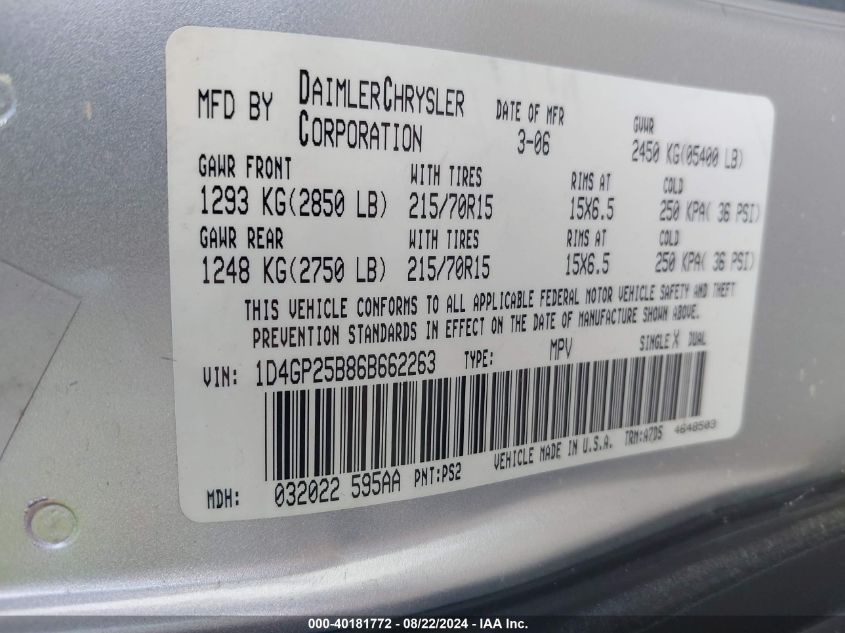 MFD BY DAIMLERCHRYSLER CORPORATION DATE OF MFR 3-06 GVWR 2450 KG(05400 LB)
GAWR FRONT WITH TIRES RIMS AT COLD
1293 KG(2850 LB) 215/70R15 15X6.5 250 KPA( 36 PSI)
GAWR REAR WITH TIRES RIMS AT COLD
1248 KG(2750 LB) 215/70R15 15X6.5 250 KPA( 36 PSI)
THIS VEHICLE CONFORMS TO ALL APPLICABLE FEDERAL MOTOR VEHICLE SAFETY AND THEFT
PREVENTION STANDARDS IN EFFECT ON THE DATE OF MANUFACTURE SHOWN ABOVE.
VIN: 1D4GP25B86B662263 TYPE: MPV SINGLE X DUAL
MDH: 032022 595AA PNT:PS2 VEHICLE MADE IN U.S.A. TRM:A7D5 4648503
000-40181772 - 08/22/2024 - IAA Inc.